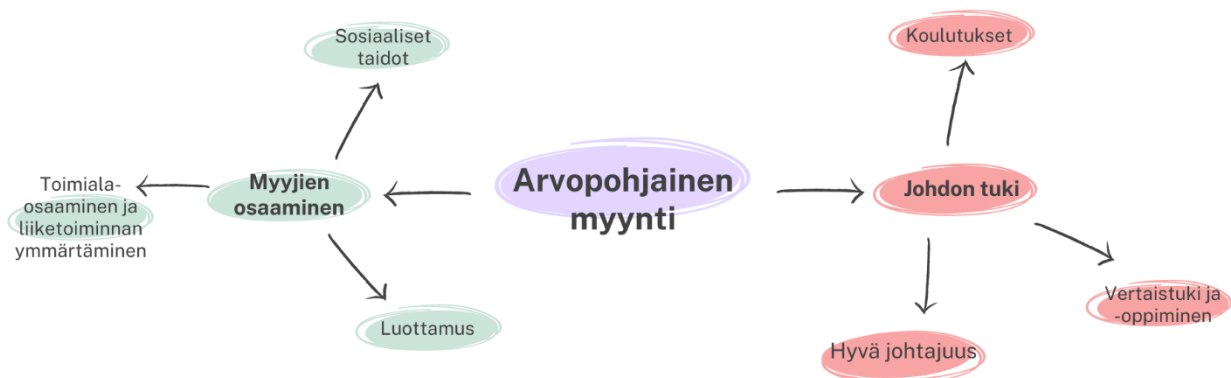 Sosiaaliset
taidot
Koulutukset
Arvopohjainen
myynti
Myyjien
osaaminen
Johdon tuki
Toimiala-
osaaminen ja
liiketoiminnan
ymmärtäminen
Luottamus
Hyvä johtajuus
Vertaistuki ja
-oppiminen